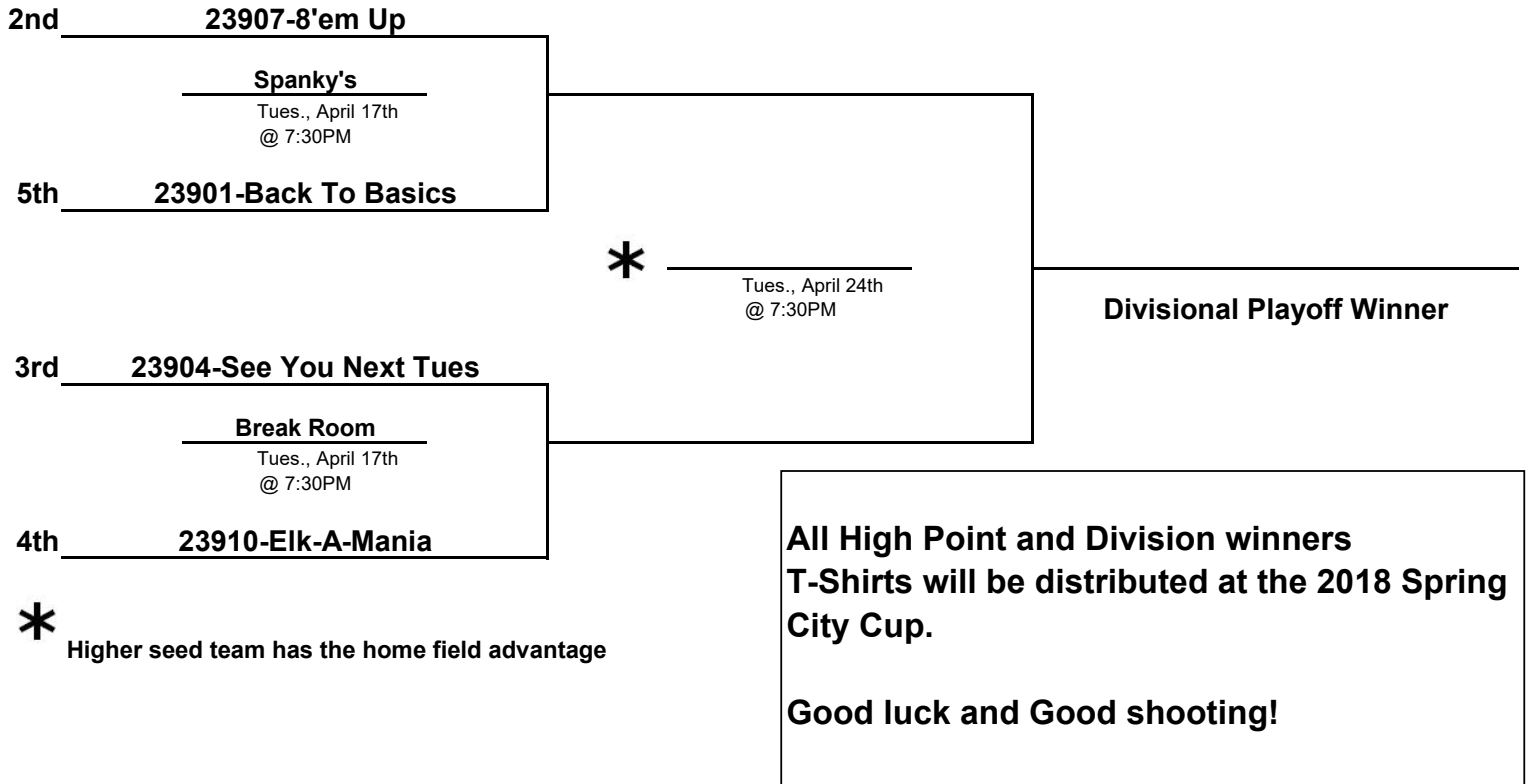 2nd 23907-8'em Up
Spanky's
Tues., April 17th
@ 7:30PM
5th 23901-Back To Basics
*
Tues., April 24th
@ 7:30PM
Divisional Playoff Winner
3rd 23904-See You Next Tues
Break Room
Tues., April 17th
@ 7:30PM
4th 23910-Elk-A-Mania
* Higher seed team has the home field advantage
All High Point and Division winners
T-Shirts will be distributed at the 2018 Spring
City Cup.
Good luck and Good shooting!